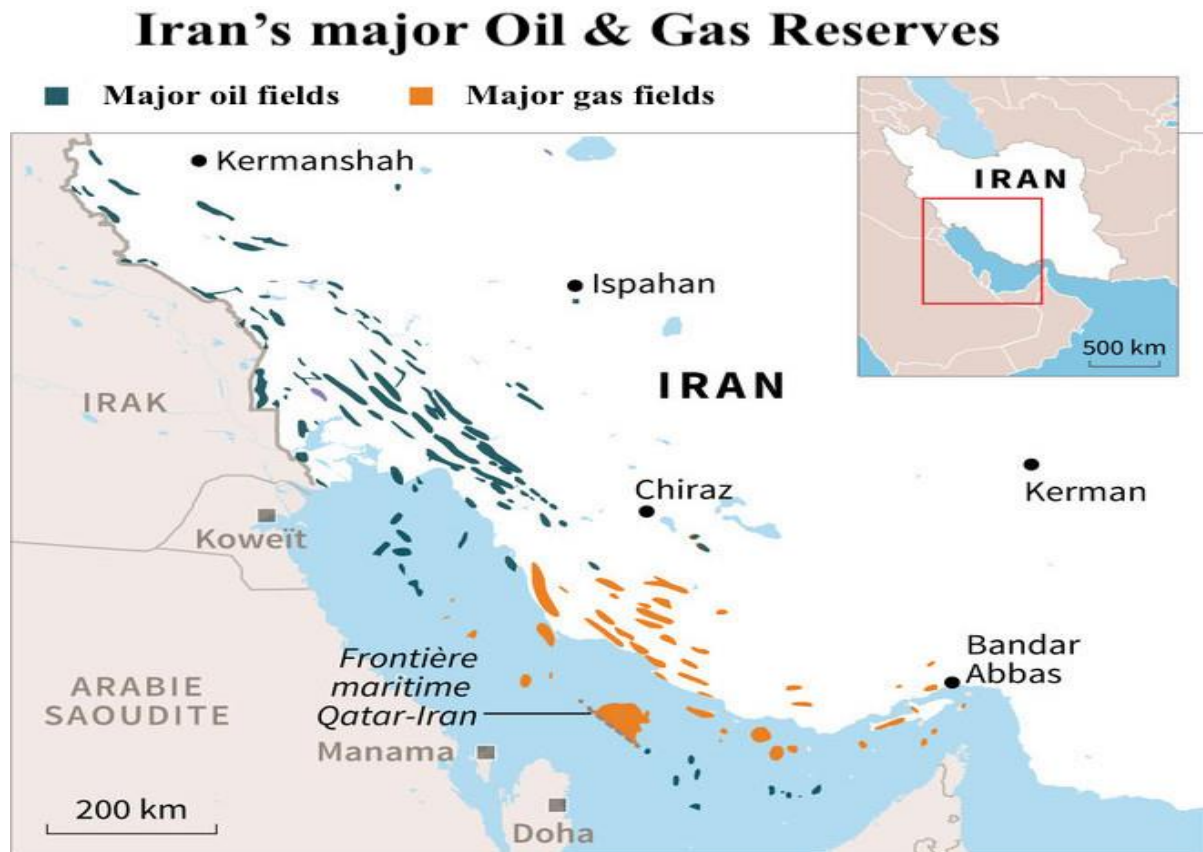 Iran's major Oil & Gas Reserves
Major oil fields
Major gas fields
Kermanshah
IRAN
500 km
Ispahan
IRAN
IRAK
Chiraz
Kerman
Koweït
Bandar
Abbas
Frontière
maritime
Qatar-Iran
ARABIE
SAOUDITE
Manama
200 km
Doha